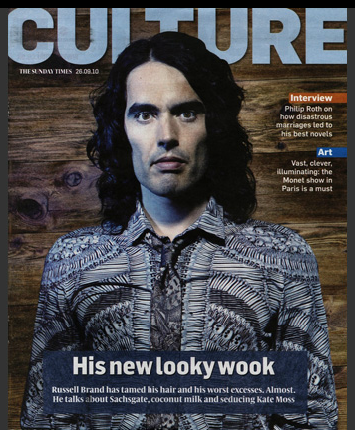 CULTURE
THE SUNDAY TIMES 26.09.10
Interview
Philip Roth on
how disastrous
marriages led to
his best novels
Art
Vast, clever,
illuminating: the
Monet show in
Paris is a must
His new looky wook
Russell Brand has tamed his hair and his worst excesses. Almost.
He talks about Sachsgate, coconut milk and seducing Kate Moss